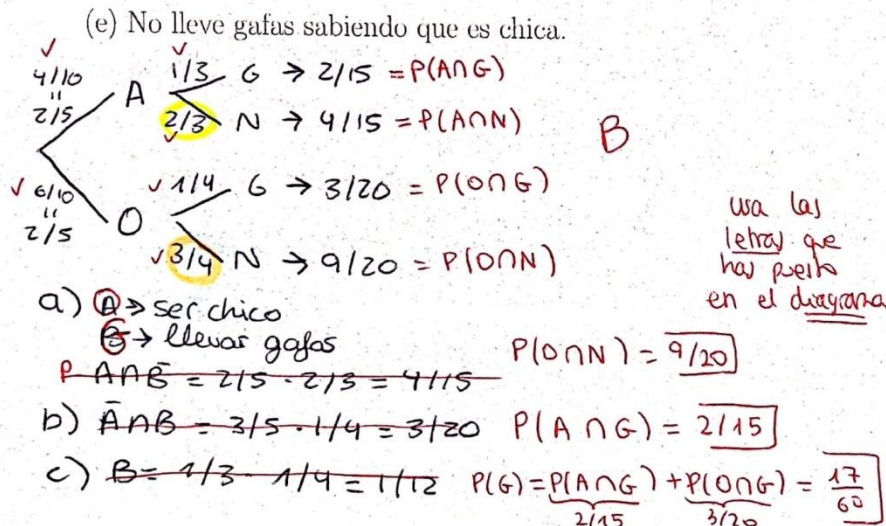 (e) No lleve gafas sabiendo que es chica.
4/10 = 2/5 A 1/3 G → 2/15 = P(A∩G)
2/3 N → 4/15 = P(A∩N)
B
6/10 = 2/5 O 1/4 G → 3/20 = P(O∩G)
3/4 N → 9/20 = P(O∩N)
usa las
letras que
has puesto
en el diagrama
a) A → ser chico
G → llevar gafas
P A∩B̄ = 2/5 · 2/3 = 4/15
P(O∩N) = 9/20
b) Ā∩B = 3/5 · 1/4 = 3/20 P(A∩G) = 2/15
c) B = 1/3 · 1/4 = 1/12 P(G) = P(A∩G) + P(O∩G) = 17/60
2/15 3/20